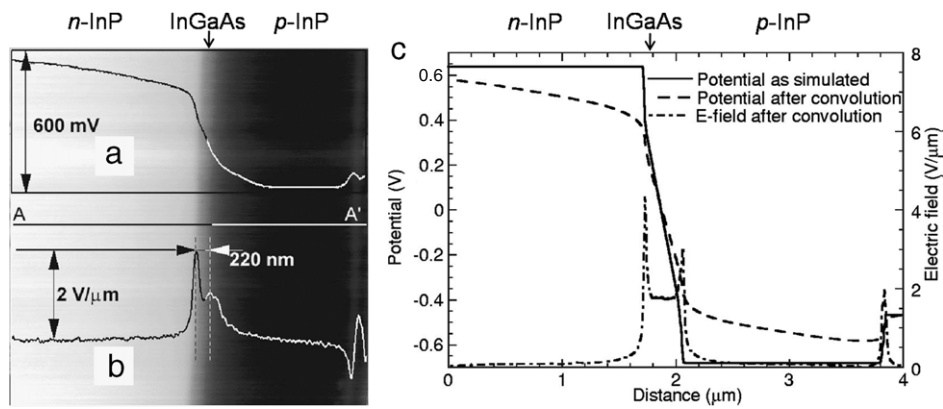 n-InP InGaAs p-InP
600 mV
a
A A'
220 nm
2 V/µm
b
n-InP InGaAs p-InP
C
Potential as simulated
Potential after convolution
E-field after convolution
Potential (V)
0.6
0.4
0.2
0
-0.2
-0.4
-0.6
Electric field (V/µm)
8
6
4
2
0
0 1 2 3 4
Distance (µm)